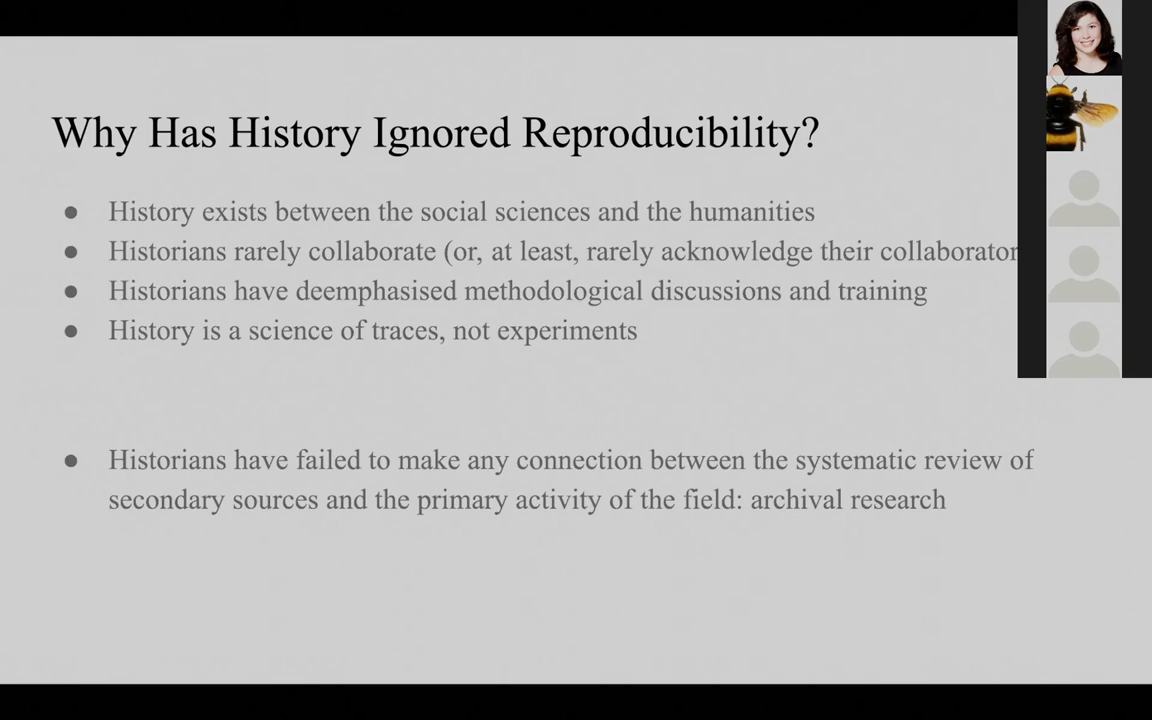 Why Has History Ignored Reproducibility?
● History exists between the social sciences and the humanities
● Historians rarely collaborate (or, at least, rarely acknowledge their collaborator
● Historians have deemphasised methodological discussions and training
● History is a science of traces, not experiments
● Historians have failed to make any connection between the systematic review of
secondary sources and the primary activity of the field: archival research